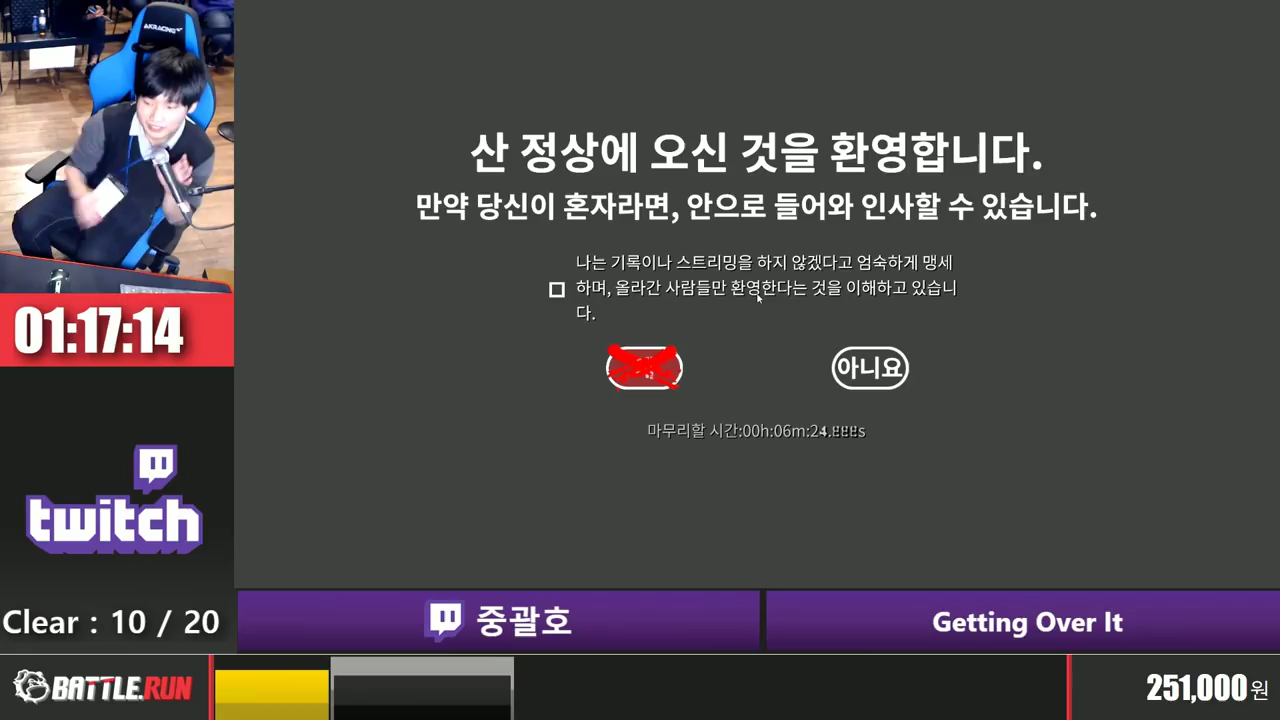 AKRACING
산 정상에 오신 것을 환영합니다.
만약 당신이 혼자라면, 안으로 들어와 인사할 수 있습니다.
나는 기록이나 스트리밍을 하지 않겠다고 엄숙하게 맹세
하며, 올라간 사람들만 환영한다는 것을 이해하고 있습니
다.
아니요
마무리할 시간:00h:06m:24.
01:17:14
twitch
Clear : 10 / 20
중괄호
Getting Over It
BATTLE.RUN
251,000원